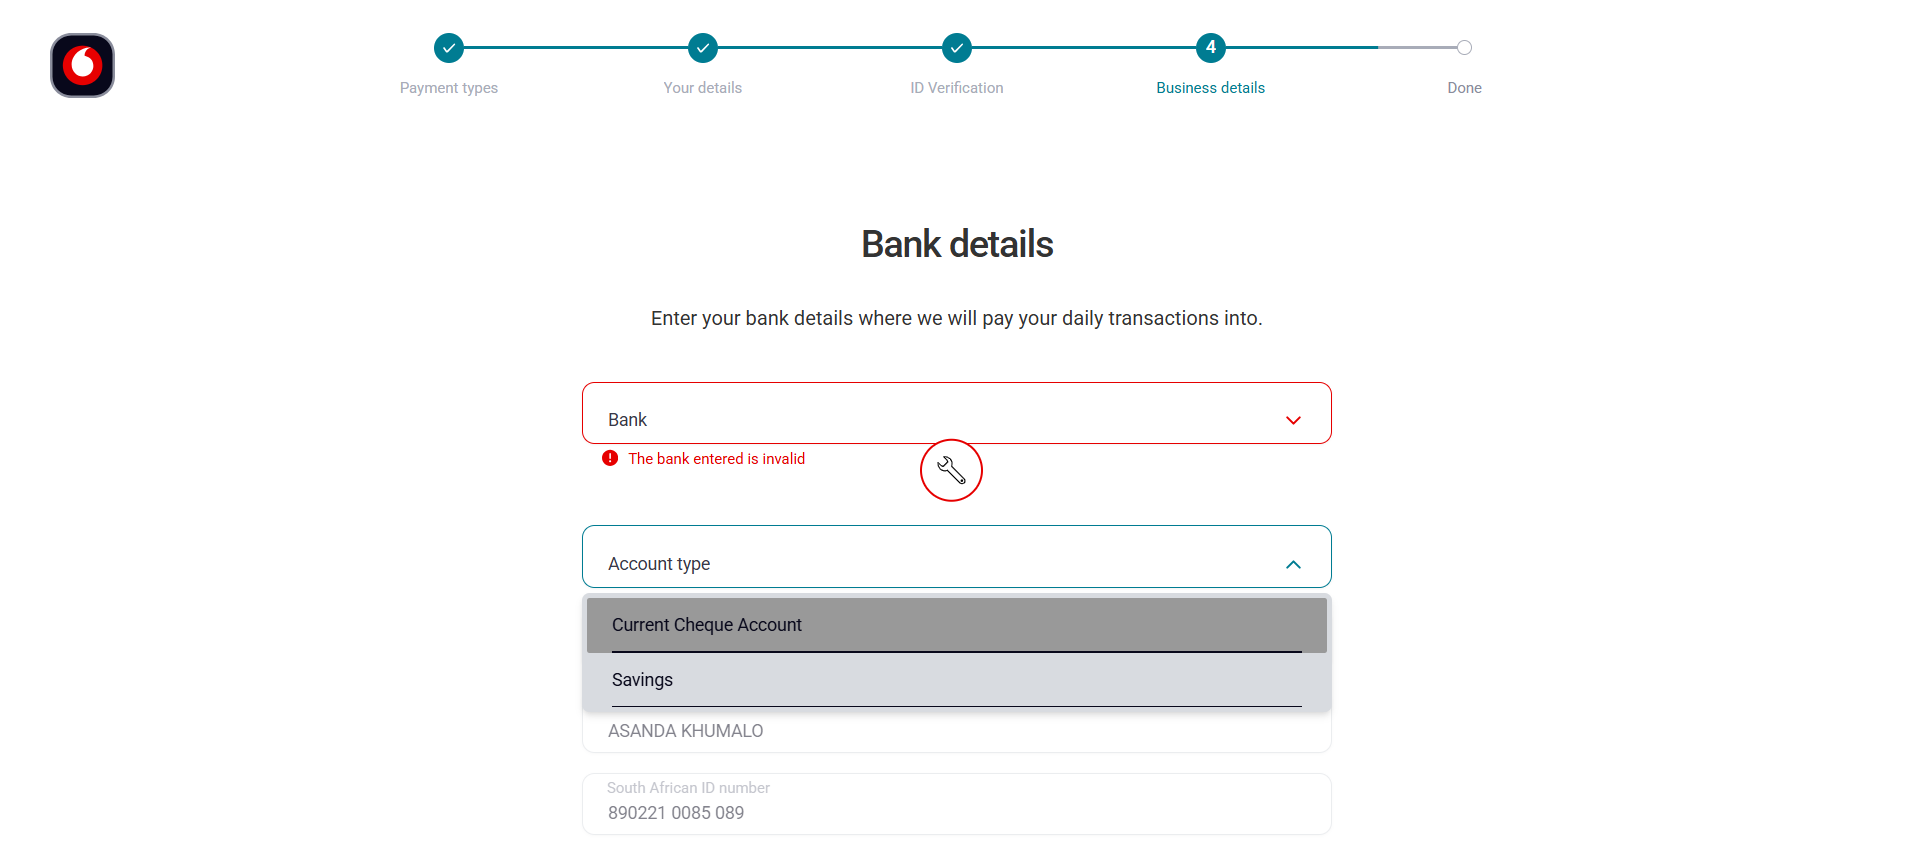 4
Payment types
Your details
ID Verification
Business details
Done
Bank details
Enter your bank details where we will pay your daily transactions into.
Bank
The bank entered is invalid
Account type
Current Cheque Account
Savings
ASANDA KHUMALO
South African ID number
890221 0085 089